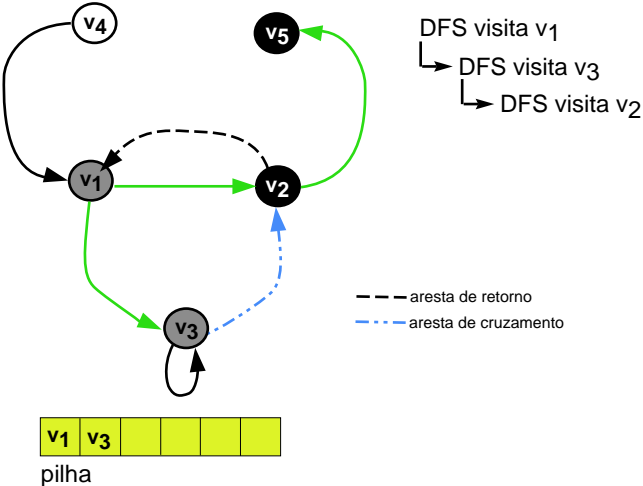 v4
v5
DFS visita v1
DFS visita v3
DFS visita v2
v1
v2
v3
aresta de retorno
aresta de cruzamento
v1 v3
pilha